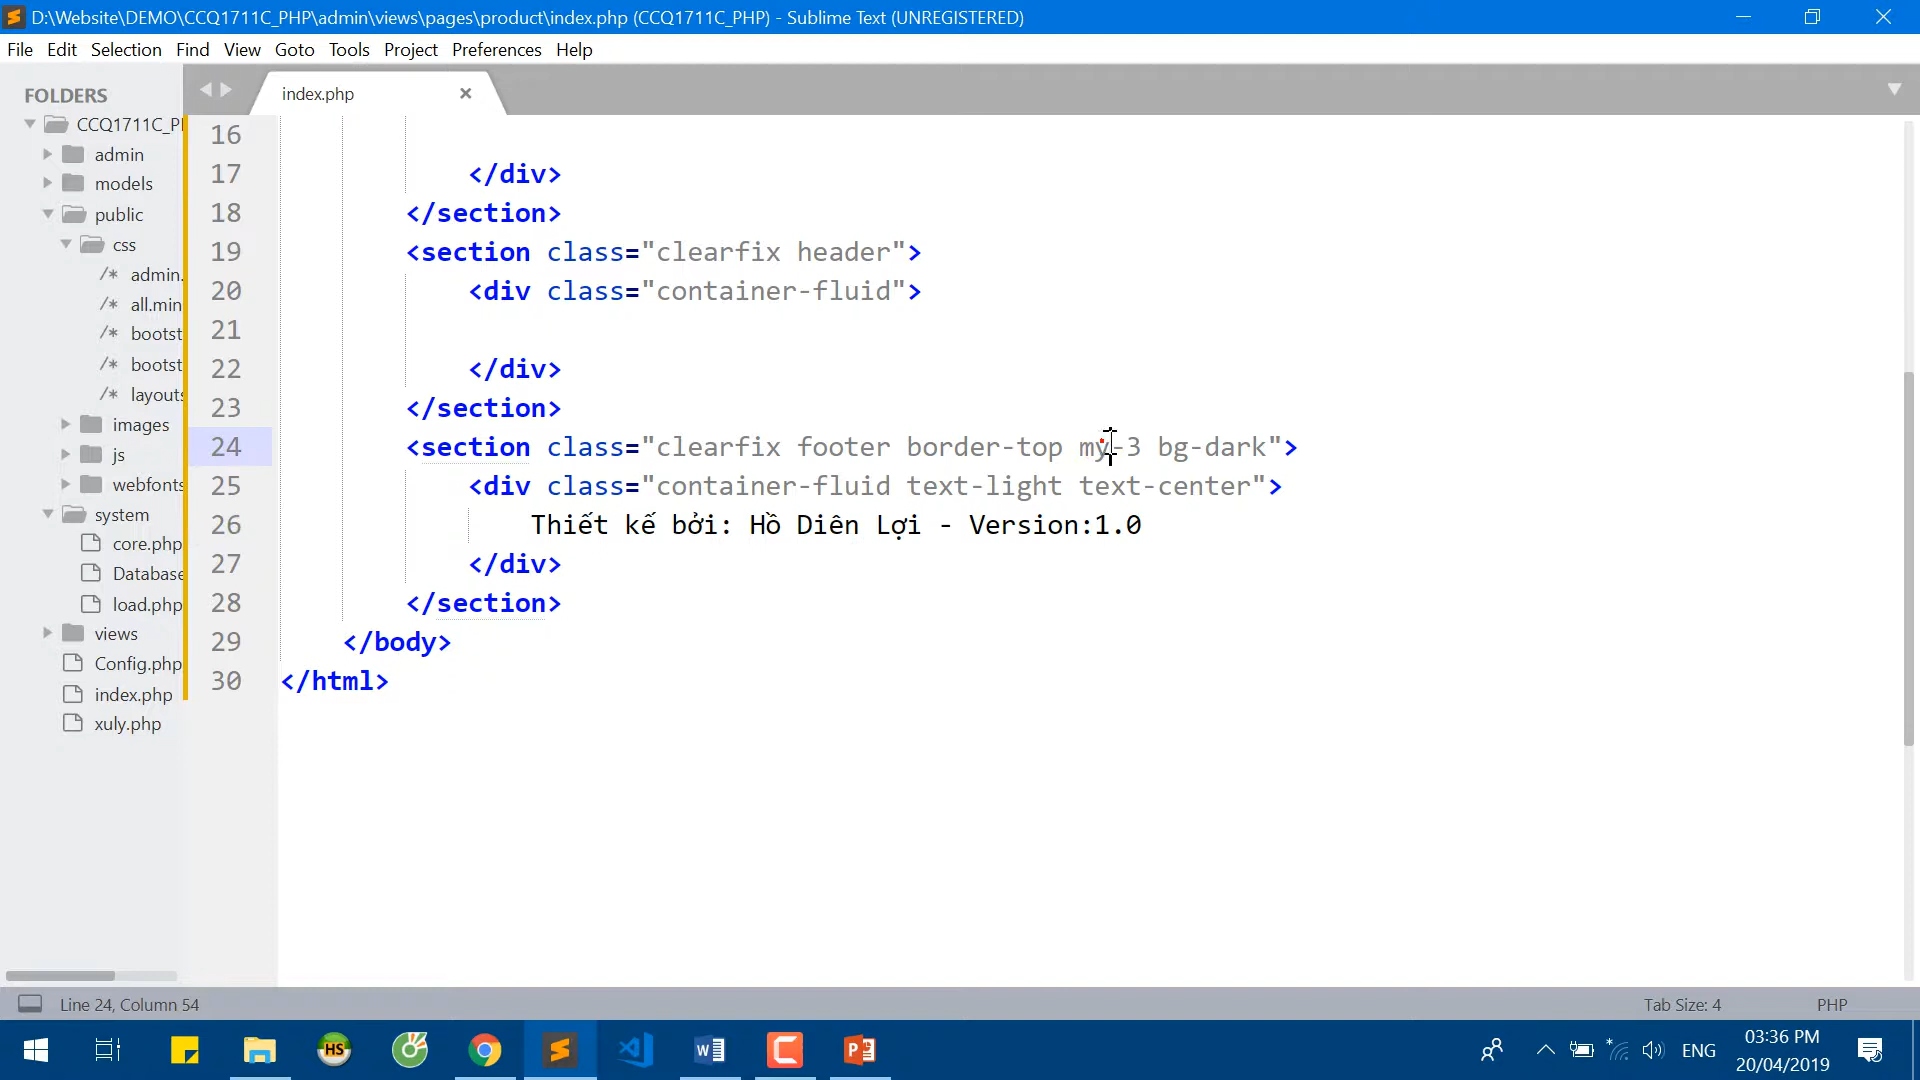 D:\Website\DEMO\CCQ1711C_PHP\admin\views\pages\product\index.php (CCQ1711C_PHP) - Sublime Text (UNREGISTERED)
File Edit Selection Find View Goto Tools Project Preferences Help
FOLDERS
CCQ1711C_P
admin
models
public
css
admin.
all.min
bootst
bootst
layouts
images
js
webfonts
system
core.php
Database
load.php
views
Config.php
index.php
xuly.php
index.php
16
17 </div>
18 </section>
19 <section class="clearfix header">
20 <div class="container-fluid">
21
22 </div>
23 </section>
24 <section class="clearfix footer border-top my-3 bg-dark">
25 <div class="container-fluid text-light text-center">
26 Thiết kế bởi: Hồ Diên Lợi - Version:1.0
27 </div>
28 </section>
29 </body>
30 </html>
Line 24, Column 54
Tab Size: 4
PHP
HS
ENG
03:36 PM
20/04/2019